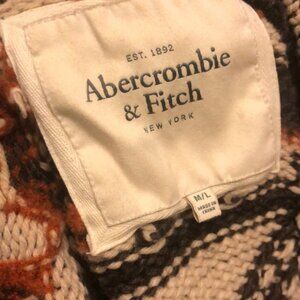 EST. 1892
Abercrombie
& Fitch
NEW YORK
M/L
MADE IN
CHINA